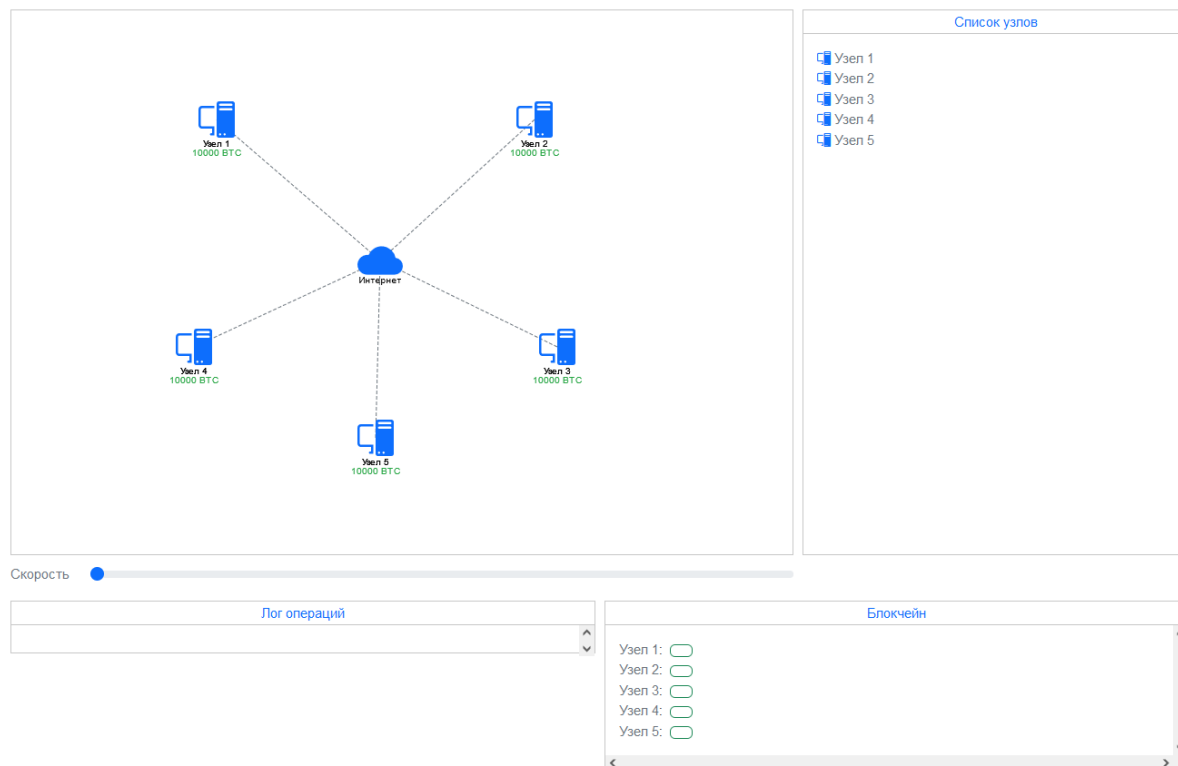 Список узлов
Узел 1
Узел 2
Узел 3
Узел 4
Узел 5
Узел 1
10000 BTC
Узел 2
10000 BTC
Интернет
Узел 4
10000 BTC
Узел 3
10000 BTC
Узел 5
10000 BTC
Скорость
Лог операций
Блокчейн
Узел 1:
Узел 2:
Узел 3:
Узел 4:
Узел 5: